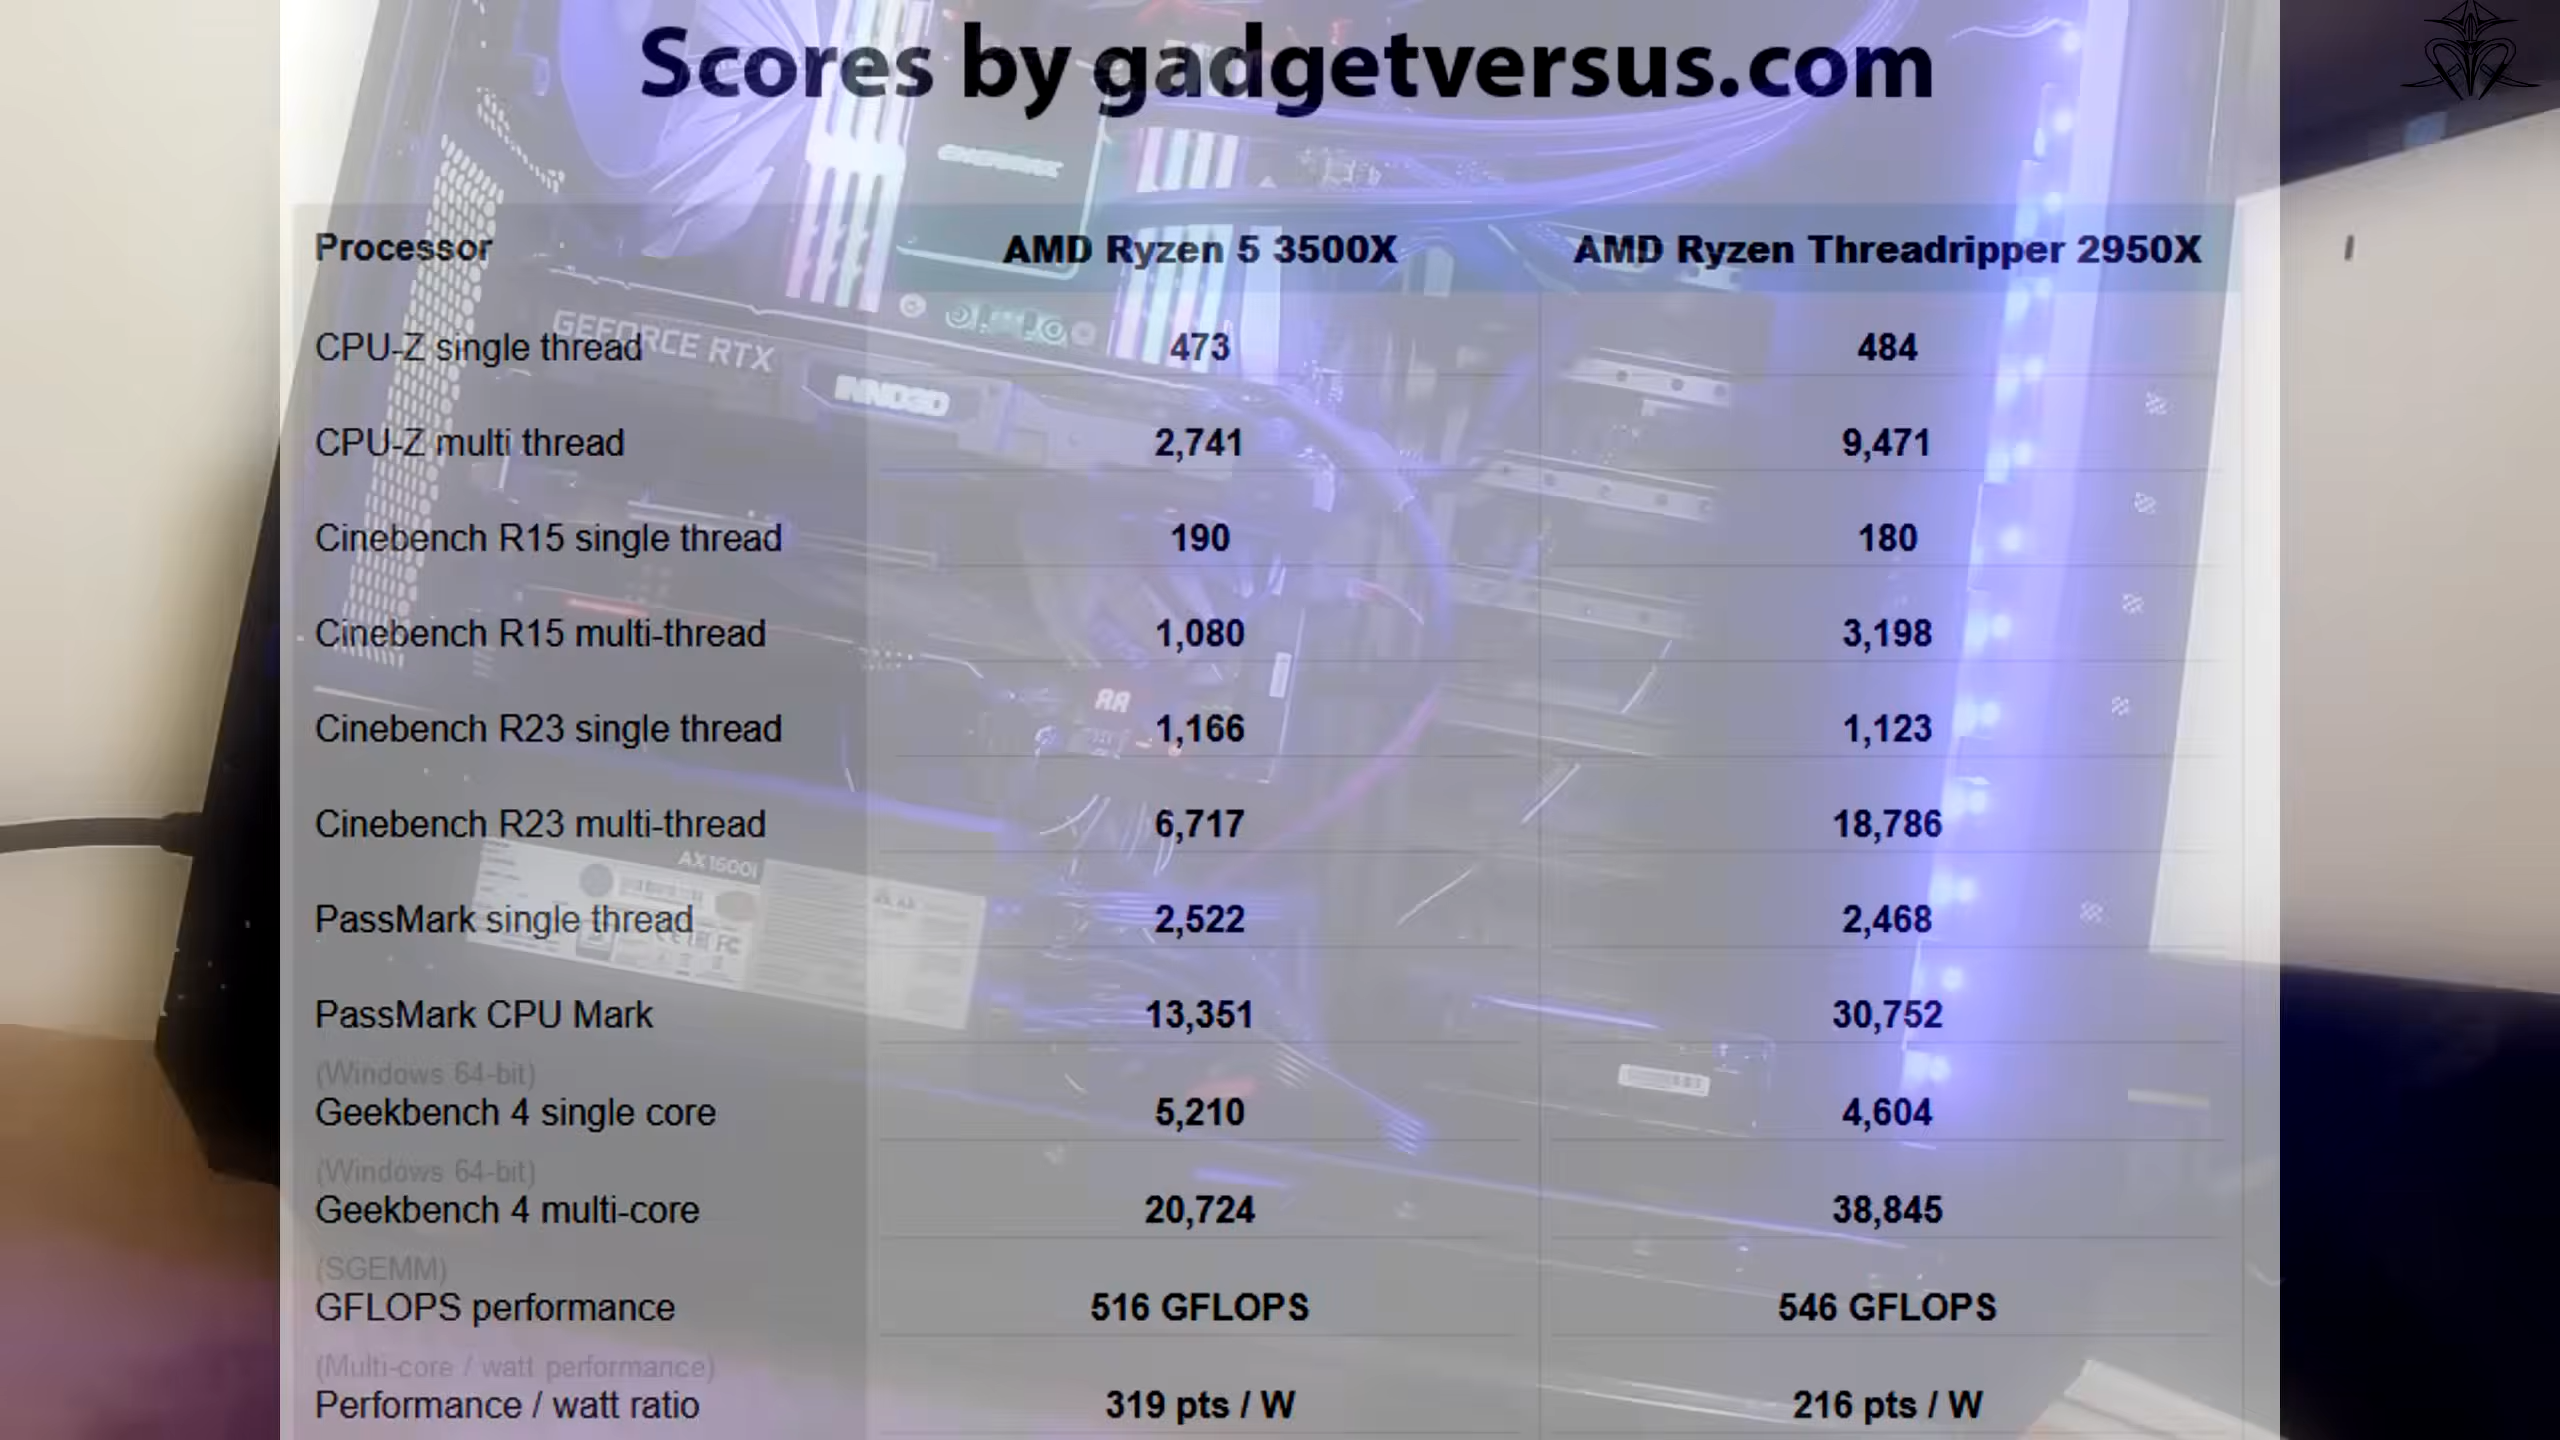 Scores by gadgetversus.com
Processor AMD Ryzen 5 3500X AMD Ryzen Threadripper 2950X
GEFORCE RTX
INNO3D
CPU-Z single thread 473 484
CPU-Z multi thread 2,741 9,471
Cinebench R15 single thread 190 180
Cinebench R15 multi-thread 1,080 3,198
Cinebench R23 single thread 1,166 1,123
Cinebench R23 multi-thread 6,717 18,786
AX1600i
PassMark single thread 2,522 2,468
PassMark CPU Mark 13,351 30,752
(Windows 64-bit)
Geekbench 4 single core 5,210 4,604
(Windows 64-bit)
Geekbench 4 multi-core 20,724 38,845
(SGEMM)
GFLOPS performance 516 GFLOPS 546 GFLOPS
(Multi-core / watt performance)
Performance / watt ratio 319 pts / W 216 pts / W